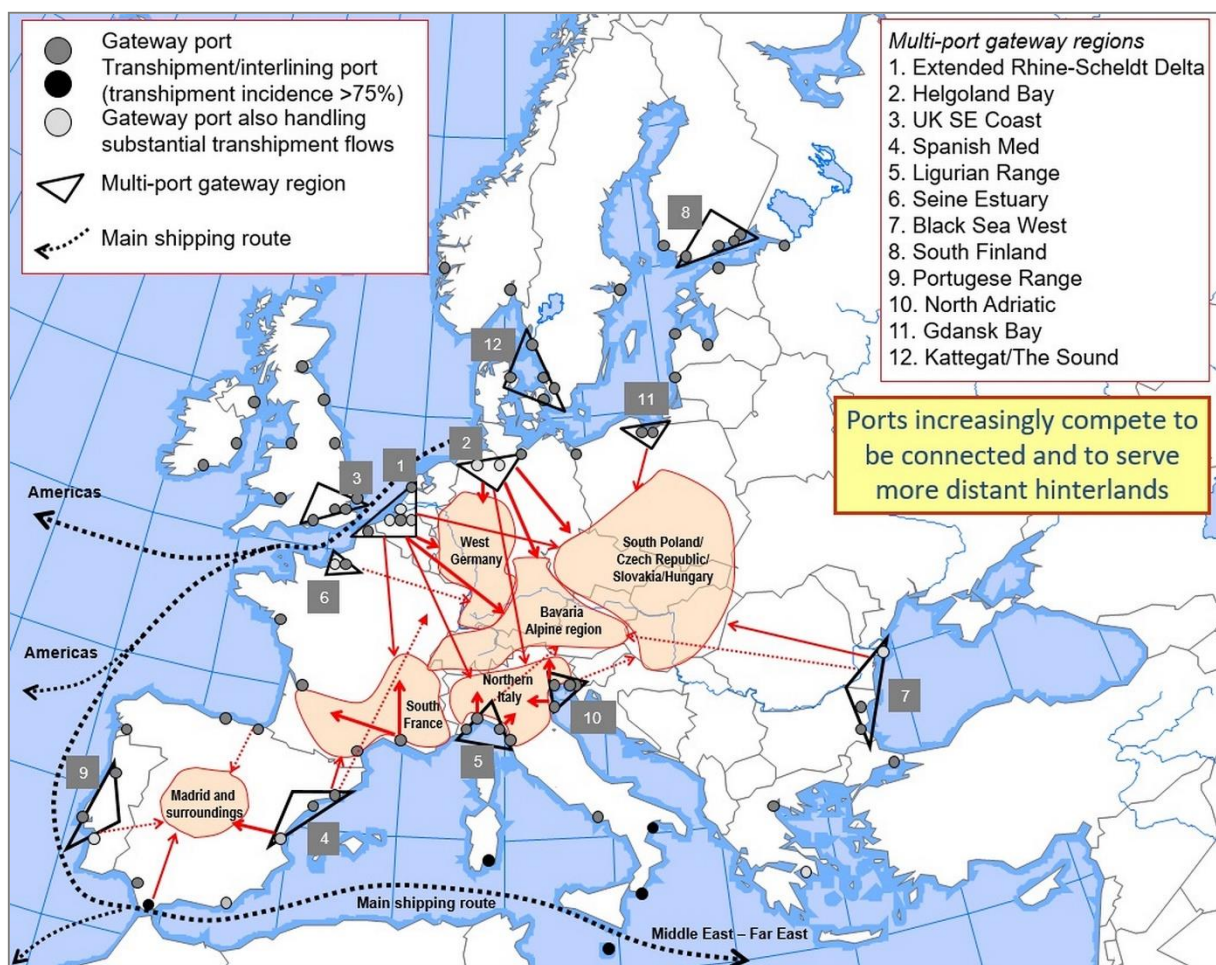 Gateway port
Transhipment/interlining port
(transhipment incidence >75%)
Gateway port also handling
substantial transhipment flows
Multi-port gateway region
Main shipping route
Multi-port gateway regions
1. Extended Rhine-Scheldt Delta
2. Helgoland Bay
3. UK SE Coast
4. Spanish Med
5. Ligurian Range
6. Seine Estuary
7. Black Sea West
8. South Finland
9. Portugese Range
10. North Adriatic
11. Gdansk Bay
12. Kattegat/The Sound
Ports increasingly compete to
be connected and to serve
more distant hinterlands
8
12
11
2
1
3
Americas
West
Germany
South Poland/
Czech Republic/
Slovakia/Hungary
6
Bavaria
Alpine region
Americas
Northern
Italy
South
France
7
10
5
9
Madrid and
surroundings
4
Main shipping route
Middle East – Far East